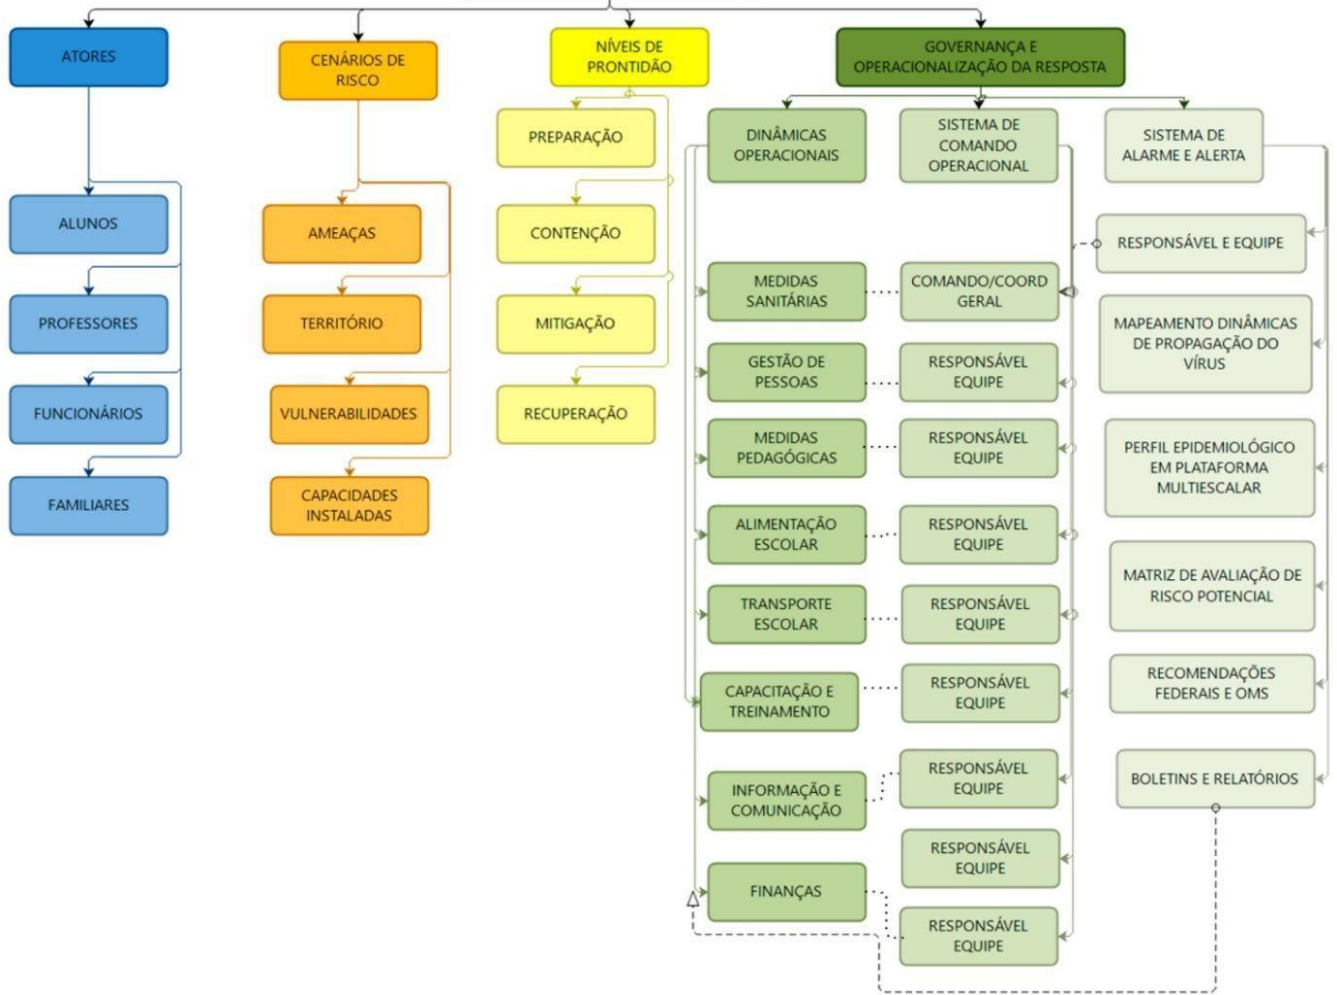 ATORES
ALUNOS
PROFESSORES
FUNCIONÁRIOS
FAMILIARES
CENÁRIOS DE
RISCO
AMEAÇAS
TERRITÓRIO
VULNERABILIDADES
CAPACIDADES
INSTALADAS
NÍVEIS DE
PRONTIDÃO
PREPARAÇÃO
CONTENÇÃO
MITIGAÇÃO
RECUPERAÇÃO
GOVERNANÇA E
OPERACIONALIZAÇÃO DA RESPOSTA
DINÂMICAS
OPERACIONAIS
MEDIDAS
SANITÁRIAS
GESTÃO DE
PESSOAS
MEDIDAS
PEDAGÓGICAS
ALIMENTAÇÃO
ESCOLAR
TRANSPORTE
ESCOLAR
CAPACITAÇÃO E
TREINAMENTO
INFORMAÇÃO E
COMUNICAÇÃO
FINANÇAS
SISTEMA DE
COMANDO
OPERACIONAL
COMANDO/COORD
GERAL
RESPONSÁVEL
EQUIPE
RESPONSÁVEL
EQUIPE
RESPONSÁVEL
EQUIPE
RESPONSÁVEL
EQUIPE
RESPONSÁVEL
EQUIPE
RESPONSÁVEL
EQUIPE
RESPONSÁVEL
EQUIPE
RESPONSÁVEL
EQUIPE
SISTEMA DE
ALARME E ALERTA
RESPONSÁVEL E EQUIPE
MAPEAMENTO DINÂMICAS
DE PROPAGAÇÃO DO
VÍRUS
PERFIL EPIDEMIOLÓGICO
EM PLATAFORMA
MULTIESCALAR
MATRIZ DE AVALIAÇÃO DE
RISCO POTENCIAL
RECOMENDAÇÕES
FEDERAIS E OMS
BOLETINS E RELATÓRIOS